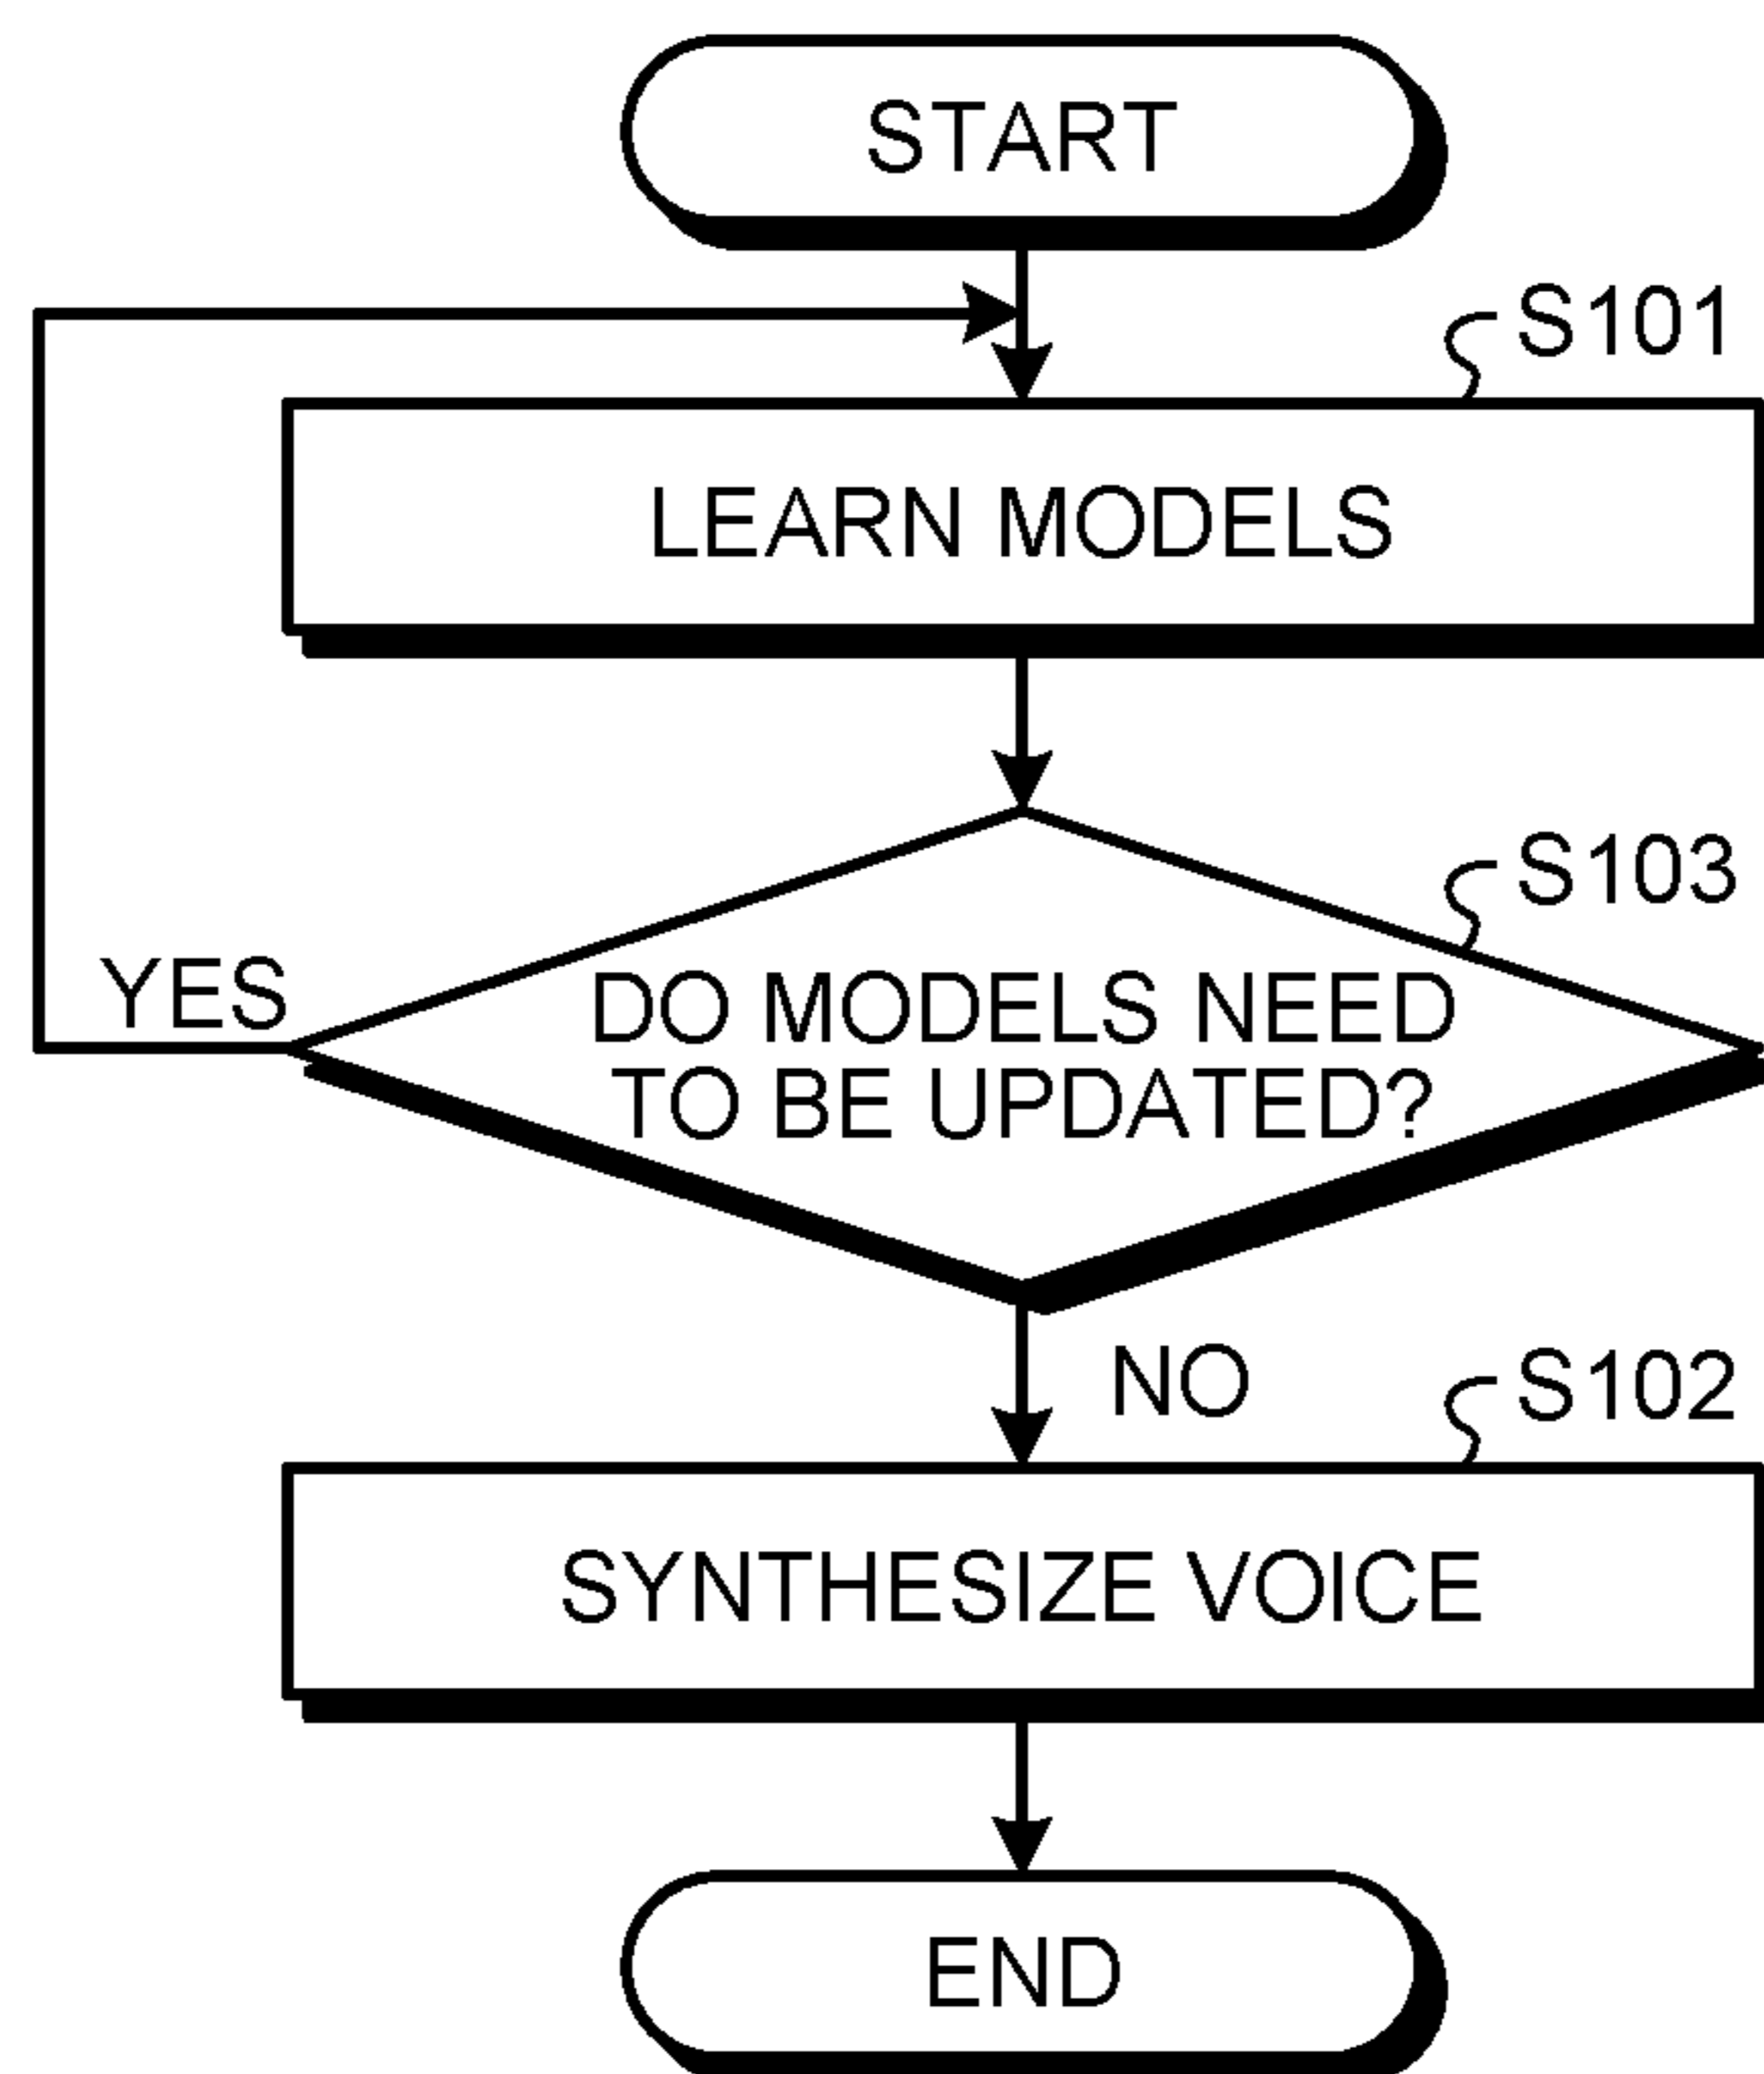 START
S101
LEARN MODELS
S103
YES
DO MODELS NEED
TO BE UPDATED?
NO
S102
SYNTHESIZE VOICE
END